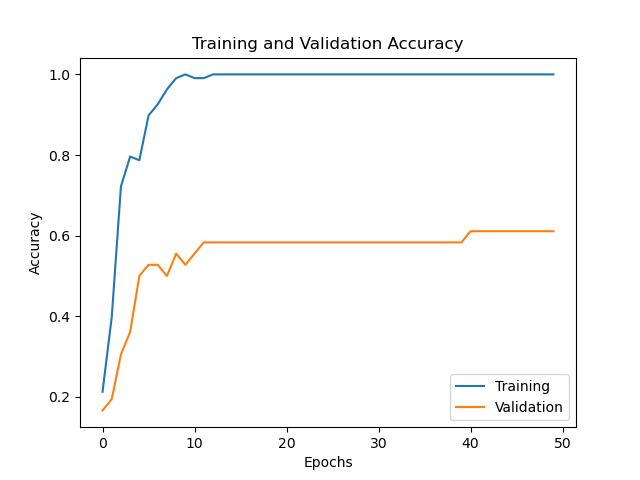 Training and Validation Accuracy
Accuracy
1.0
0.8
0.6
0.4
0.2
Training
Validation
0 10 20 30 40 50
Epochs